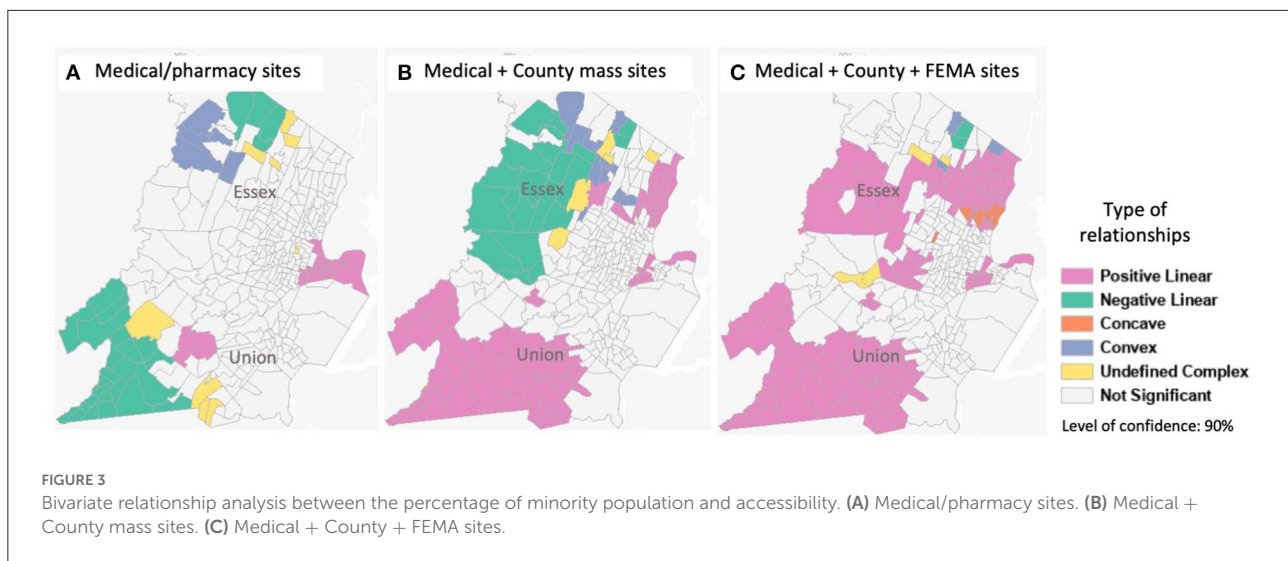 A Medical/pharmacy sites
B Medical + County mass sites
C Medical + County + FEMA sites
Essex
Union
Essex
Union
Essex
Union
Type of
relationships
Positive Linear
Negative Linear
Concave
Convex
Undefined Complex
Not Significant
Level of confidence: 90%
FIGURE 3
Bivariate relationship analysis between the percentage of minority population and accessibility. (A) Medical/pharmacy sites. (B) Medical +
County mass sites. (C) Medical + County + FEMA sites.